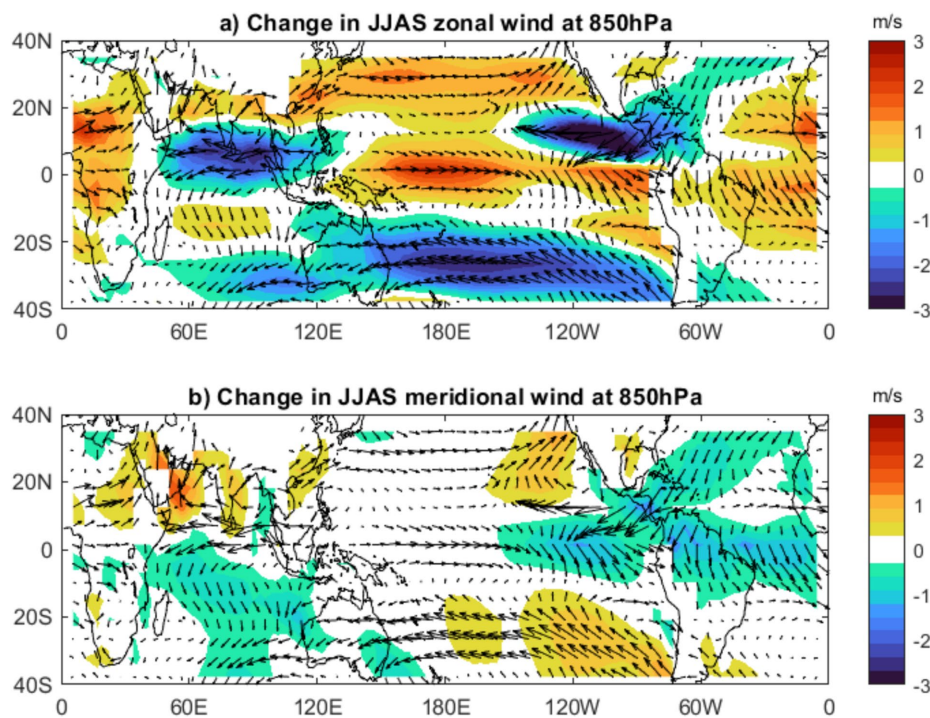 a) Change in JJAS zonal wind at 850hPa
m/s
40N
20N
0
20S
40S
0
60E
120E
180E
120W
60W
0
3
2
1
0
-1
-2
-3
b) Change in JJAS meridional wind at 850hPa
m/s
40N
20N
0
20S
40S
0
60E
120E
180E
120W
60W
0
3
2
1
0
-1
-2
-3